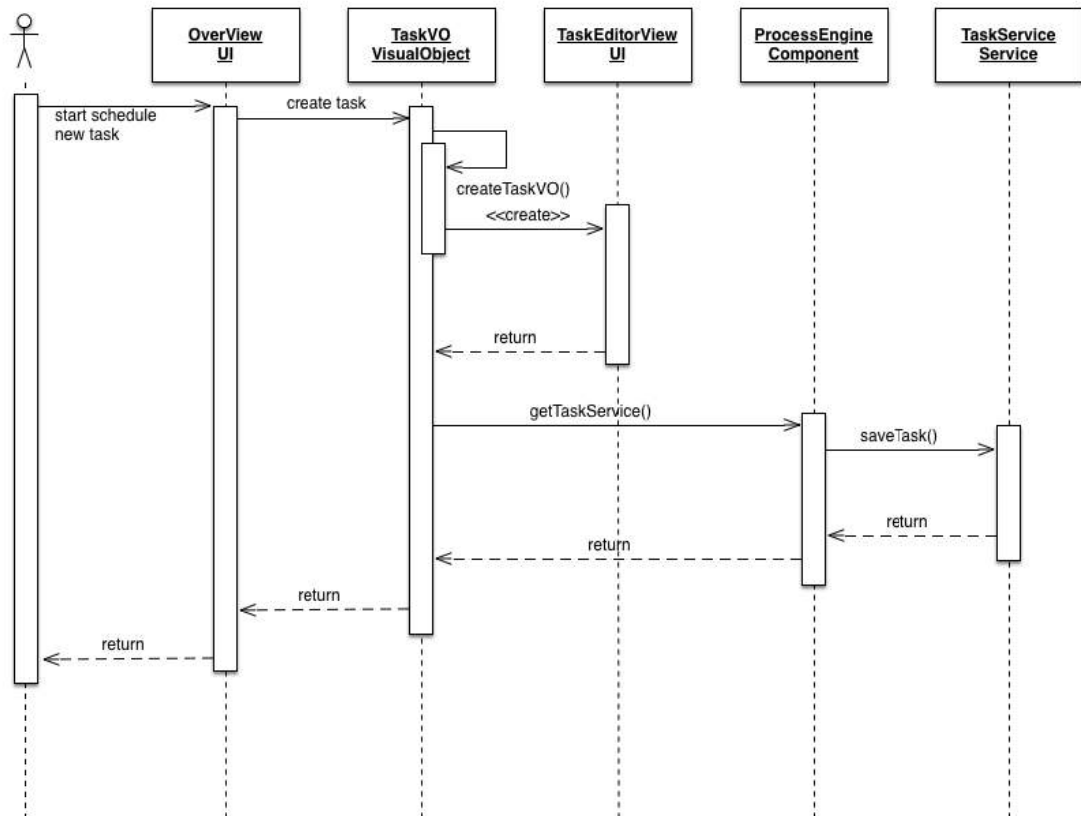 OverView
UI
TaskVO
VisualObject
TaskEditorView
UI
ProcessEngine
Component
TaskService
Service
start schedule
new task
create task
createTaskVO()
<<create>>
return
getTaskService()
saveTask()
return
return
return
return